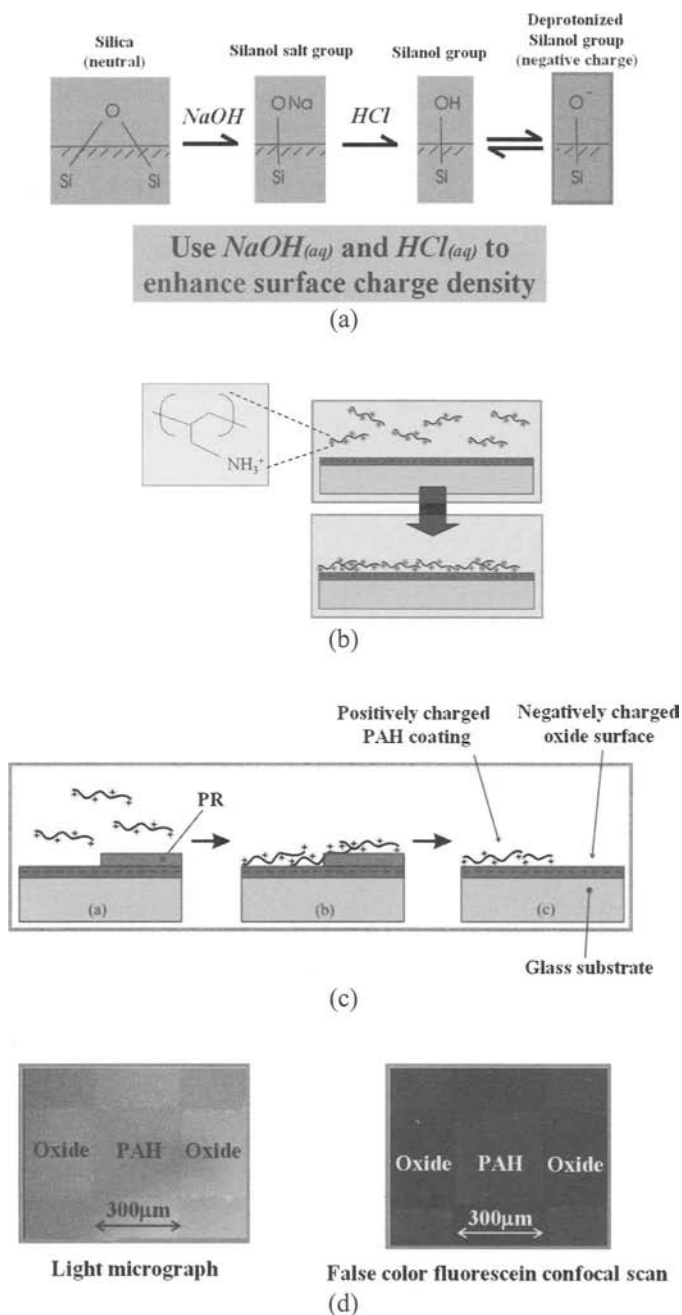 Silica
(neutral)
Silanol salt group
Silanol group
Deprotonized
Silanol group
(negative charge)
O
Si
Si
NaOH
O Na
Si
HCl
OH
Si
O⁻
Si
Use NaOH(aq) and HCl(aq) to
enhance surface charge density
(a)
NH₃⁺
(b)
Positively charged
PAH coating
Negatively charged
oxide surface
PR
(a)
(b)
(c)
Glass substrate
(c)
Oxide PAH Oxide
300μm
Light micrograph
Oxide PAH Oxide
300μm
False color fluorescein confocal scan
(d)